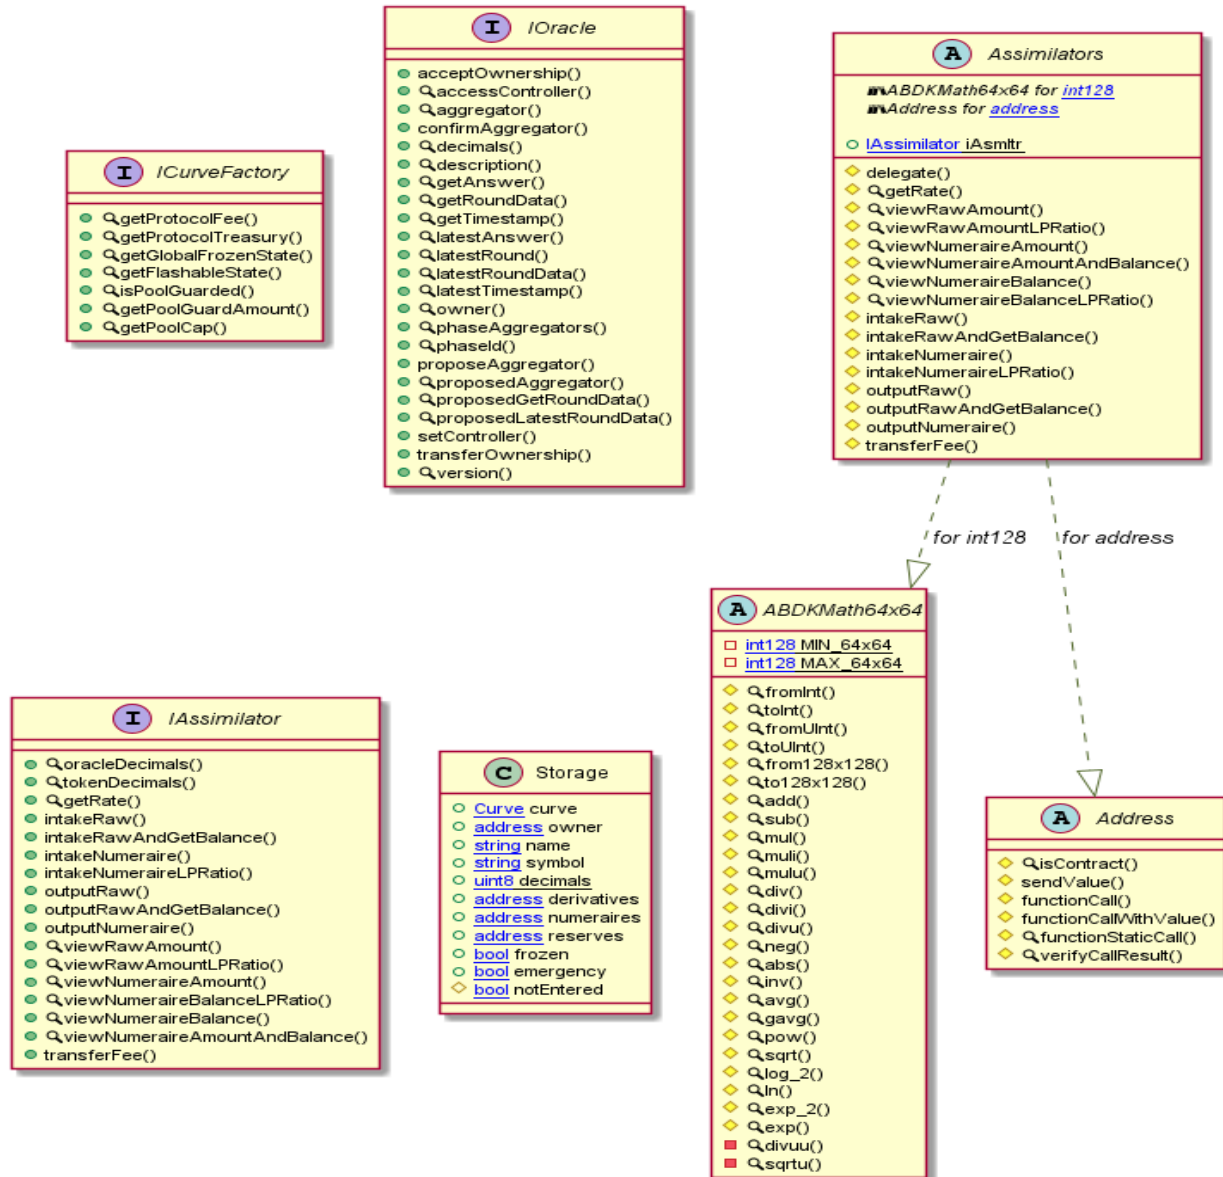 I ICurveFactory
getProtocolFee()
getProtocolTreasury()
getGlobalFrozenState()
getFlashableState()
isPoolGuarded()
getPoolGuardAmount()
getPoolCap()
I IOracle
acceptOwnership()
accessController()
aggregator()
confirmAggregator()
decimals()
description()
getAnswer()
getRoundData()
getTimestamp()
latestAnswer()
latestRound()
latestRoundData()
latestTimestamp()
owner()
phaseAggregators()
phaseId()
proposeAggregator()
proposedAggregator()
proposedGetRoundData()
proposedLatestRoundData()
setController()
transferOwnership()
version()
A Assimilators
ABDKMath64x64 for int128
Address for address
IAssimilator iAsmltr
delegate()
getRate()
viewRawAmount()
viewRawAmountLPRatio()
viewNumeraireAmount()
viewNumeraireAmountAndBalance()
viewNumeraireBalance()
viewNumeraireBalanceLPRatio()
intakeRaw()
intakeRawAndGetBalance()
intakeNumeraire()
intakeNumeraireLPRatio()
outputRaw()
outputRawAndGetBalance()
outputNumeraire()
transferFee()
for int128
for address
I IAssimilator
oracleDecimals()
tokenDecimals()
getRate()
intakeRaw()
intakeRawAndGetBalance()
intakeNumeraire()
intakeNumeraireLPRatio()
outputRaw()
outputRawAndGetBalance()
outputNumeraire()
viewRawAmount()
viewRawAmountLPRatio()
viewNumeraireAmount()
viewNumeraireBalanceLPRatio()
viewNumeraireBalance()
viewNumeraireAmountAndBalance()
transferFee()
C Storage
Curve curve
address owner
string name
string symbol
uint8 decimals
address derivatives
address numeraires
address reserves
bool frozen
bool emergency
bool notEntered
A ABDKMath64x64
int128 MIN_64x64
int128 MAX_64x64
fromInt()
toInt()
fromUInt()
toUInt()
from128x128()
to128x128()
add()
sub()
mul()
muli()
mulu()
div()
divi()
divu()
neg()
abs()
inv()
avg()
gavg()
pow()
sqrt()
log_2()
ln()
exp_2()
exp()
divuu()
sqrtu()
A Address
isContract()
sendValue()
functionCall()
functionCallWithValue()
functionStaticCall()
verifyCallResult()